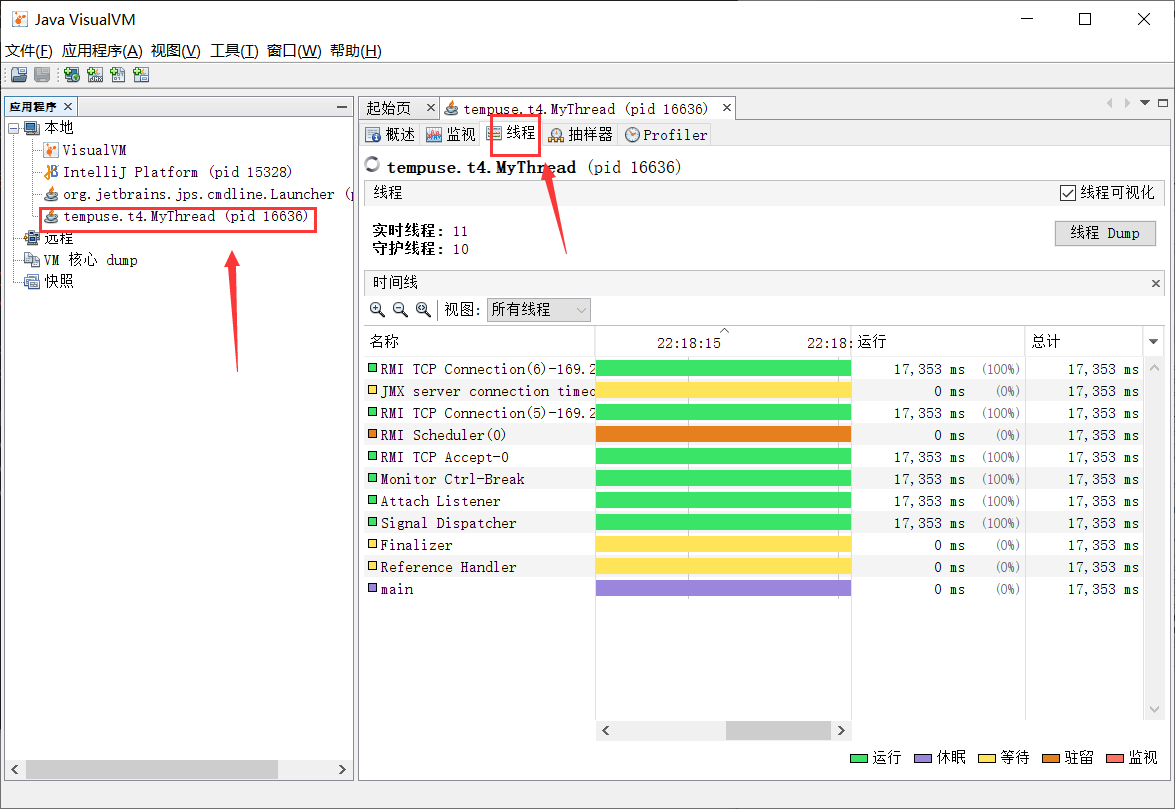 Java VisualVM
文件(F) 应用程序(A) 视图(V) 工具(T) 窗口(W) 帮助(H)
应用程序
本地
VisualVM
IntelliJ Platform (pid 15328)
org.jetbrains.jps.cmdline.Launcher (
tempuse.t4.MyThread (pid 16636)
远程
VM 核心 dump
快照
起始页 tempuse.t4.MyThread (pid 16636)
概述 监视 线程 抽样器 Profiler
tempuse.t4.MyThread (pid 16636)
线程 线程可视化
实时线程: 11
守护线程: 10
线程 Dump
时间线
视图: 所有线程
名称 22:18:15 22:18: 运行 总计
RMI TCP Connection(6)-169.2 17,353 ms (100%) 17,353 ms
JMX server connection timeo 0 ms (0%) 17,353 ms
RMI TCP Connection(5)-169.2 17,353 ms (100%) 17,353 ms
RMI Scheduler(0) 0 ms (0%) 17,353 ms
RMI TCP Accept-0 17,353 ms (100%) 17,353 ms
Monitor Ctrl-Break 17,353 ms (100%) 17,353 ms
Attach Listener 17,353 ms (100%) 17,353 ms
Signal Dispatcher 17,353 ms (100%) 17,353 ms
Finalizer 0 ms (0%) 17,353 ms
Reference Handler 0 ms (0%) 17,353 ms
main 0 ms (0%) 17,353 ms
运行 休眠 等待 驻留 监视